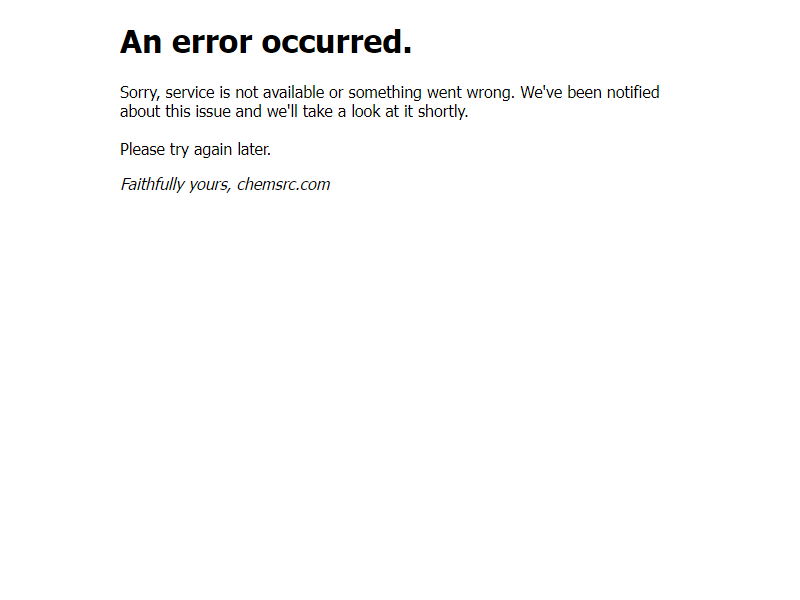 An error occurred.
Sorry, service is not available or something went wrong. We've been notified
about this issue and we'll take a look at it shortly.
Please try again later.
Faithfully yours, chemsrc.com